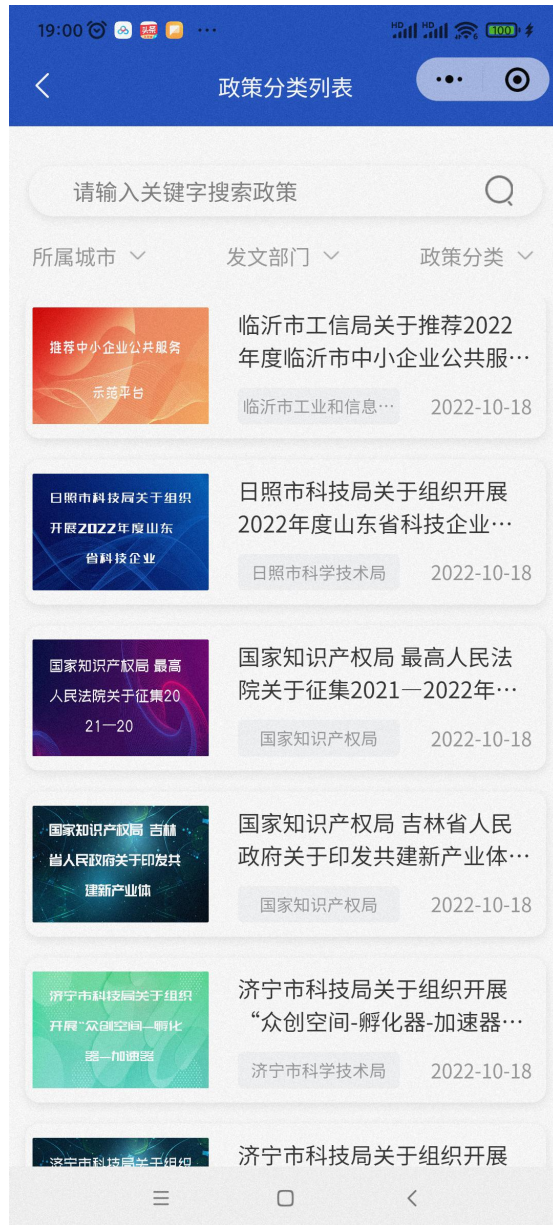 19:00
HD HD 6 100
政策分类列表
请输入关键字搜索政策
所属城市 发文部门 政策分类
推荐中小企业公共服务
示范平台
临沂市工信局关于推荐2022
年度临沂市中小企业公共服…
临沂市工业和信息… 2022-10-18
日照市科技局关于组织
开展2022年度山东
省科技企业
日照市科技局关于组织开展
2022年度山东省科技企业…
日照市科学技术局 2022-10-18
国家知识产权局 最高
人民法院关于征集20
21—20
国家知识产权局 最高人民法
院关于征集2021—2022年…
国家知识产权局 2022-10-18
国家知识产权局 吉林
省人民政府关于印发共
建新产业体
国家知识产权局 吉林省人民
政府关于印发共建新产业体…
国家知识产权局 2022-10-18
济宁市科技局关于组织
开展“众创空间—孵化
器—加速器
济宁市科技局关于组织开展
“众创空间-孵化器-加速器…
济宁市科学技术局 2022-10-18
济宁市科技局关于组织
济宁市科技局关于组织开展